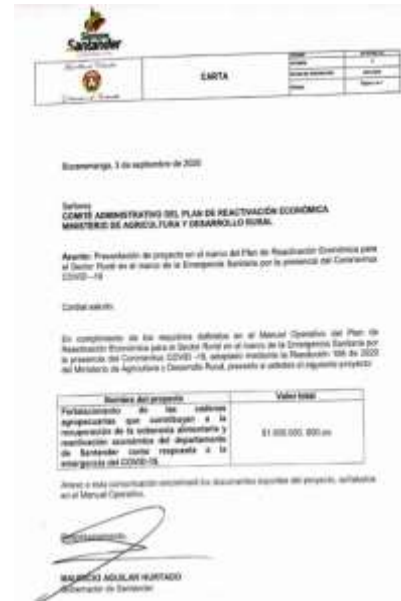 Siempre
Santander
CARTA
Bucaramanga, 3 de septiembre de 2020
Señores
COMITÉ ADMINISTRATIVO DEL PLAN DE REACTIVACIÓN ECONÓMICA
MINISTERIO DE AGRICULTURA Y DESARROLLO RURAL
Asunto: Presentación de proyecto en el marco del Plan de Reactivación Económica para
el Sector Rural en el marco de la Emergencia Sanitaria por la presencia del Coronavirus
COVID -19
Cordial saludo,
En cumplimiento de los requisitos definidos en el Manual Operativo del Plan de
Reactivación Económica para el Sector Rural en el marco de la Emergencia Sanitaria por
la presencia del Coronavirus COVID -19, adoptado mediante la Resolución de 2020
del Ministerio de Agricultura y Desarrollo Rural, presento a ustedes el siguiente proyecto:
Nombre del proyecto
Valor total
Fortalecimiento de las cadenas
agropecuarias que contribuyan a la
recuperación de la soberanía alimentaria y
reactivación económica del departamento
de Santander como respuesta a la
emergencia del COVID-19.
Anexo a esta comunicación encontrará los documentos soportes del proyecto, señalados
en el Manual Operativo.
MAURICIO AGUILAR HURTADO
Gobernador de Santander